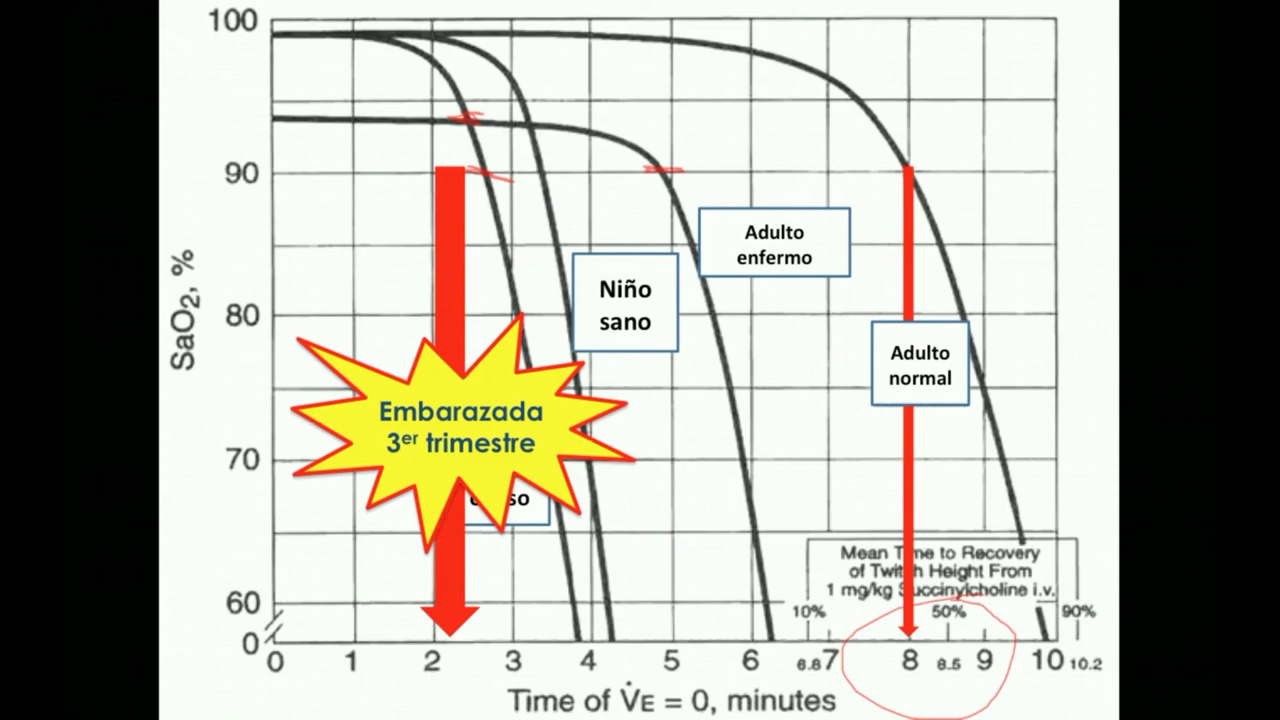 100
90
80
70
60
0
SaO₂, %
Adulto
enfermo
Niño
sano
Adulto
normal
Embarazada
3er trimestre
so
Mean Time to Recovery
of Twitch Height From
1 mg/kg Succinylcholine i.v.
10% 50% 90%
0 1 2 3 4 5 6 6.8 7 8 8.5 9 10 10.2
Time of V̇E = 0, minutes